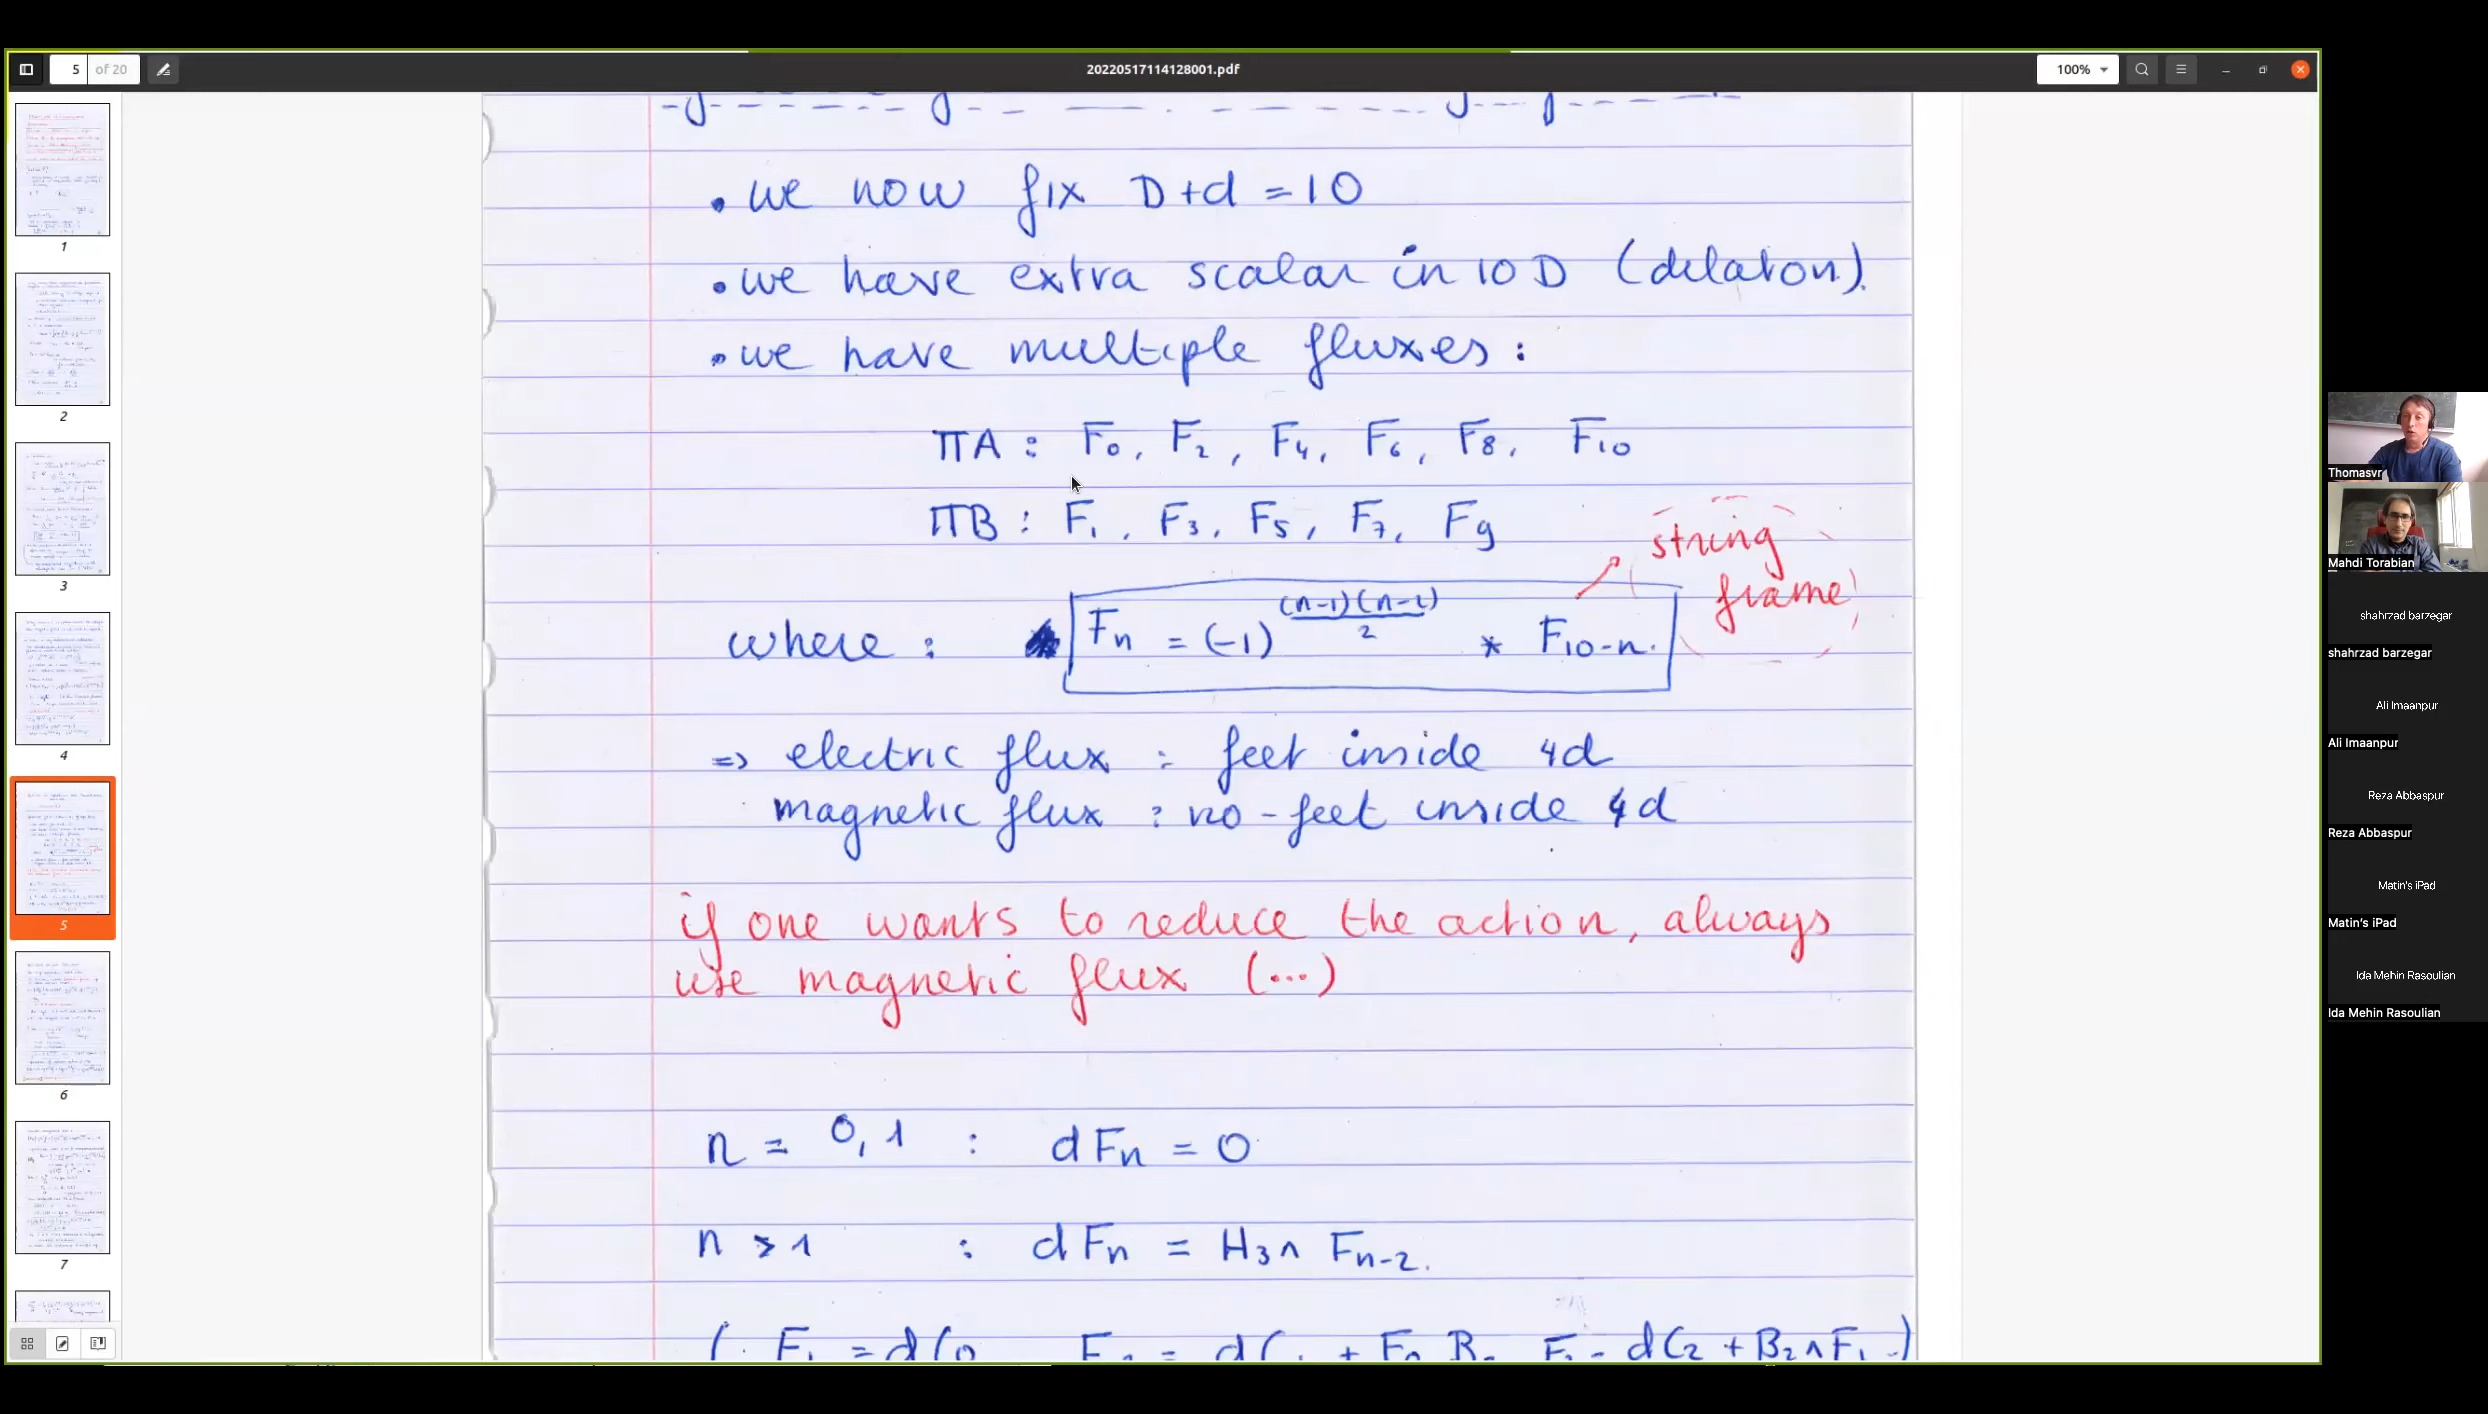 5 of 20
20220517114128001.pdf
100%
• we now fix D+d = 10
• we have extra scalar in 10 D (dilaton).
• we have multiple fluxes :
IIA : F₀, F₂, F₄, F₆, F₈, F₁₀
IIB : F₁, F₃, F₅, F₇, F₉
string
frame
where : Fₙ = (-1)^((n-1)(n-2)/2) * F₁₀₋ₙ.
=> electric flux : feet inside 4d
magnetic flux : no-feet inside 4d
if one wants to reduce the action, always
use magnetic flux (...)
n = 0, 1 : dFₙ = 0
n > 1 : dFₙ = H₃ ∧ Fₙ₋₂.
1
2
3
4
5
6
7
Thomasvr
Mahdi Torabian
shahrzad barzegar
shahrzad barzegar
Ali Imaanpur
Ali Imaanpur
Reza Abbaspur
Reza Abbaspur
Matin's iPad
Matin's iPad
Ida Mehin Rasoulian
Ida Mehin Rasoulian